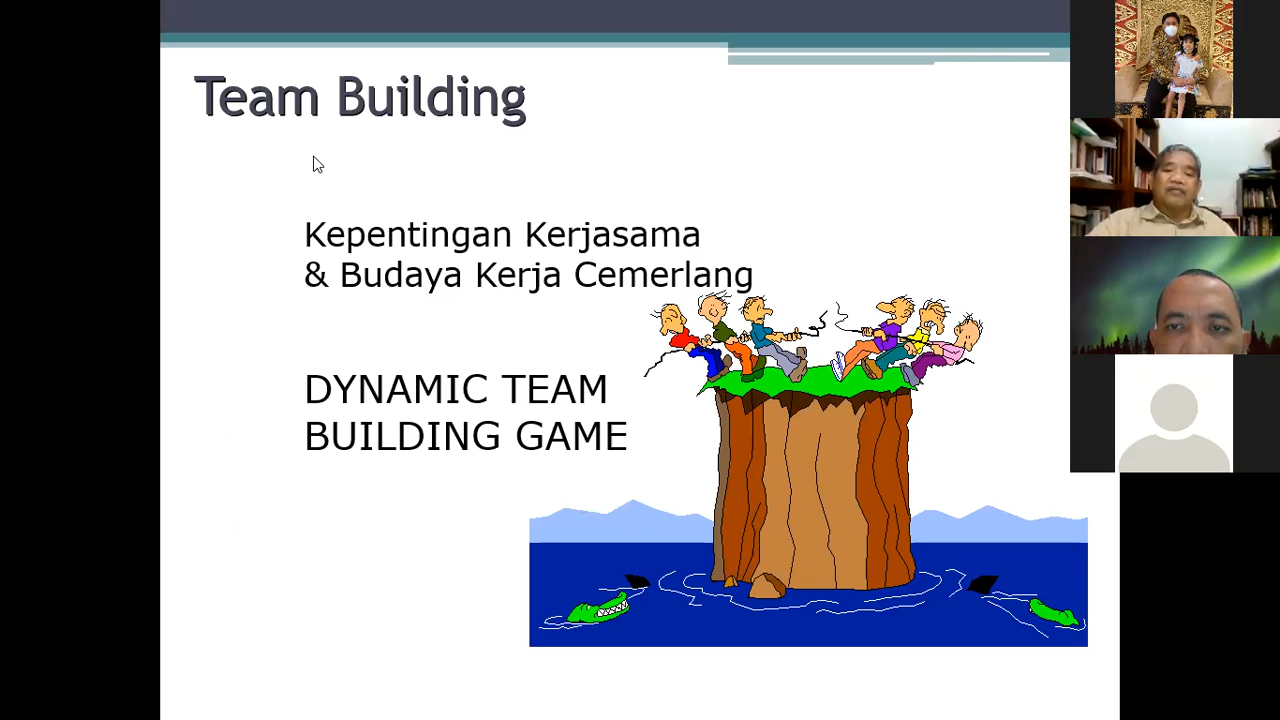 Team Building
Kepentingan Kerjasama
& Budaya Kerja Cemerlang
DYNAMIC TEAM
BUILDING GAME